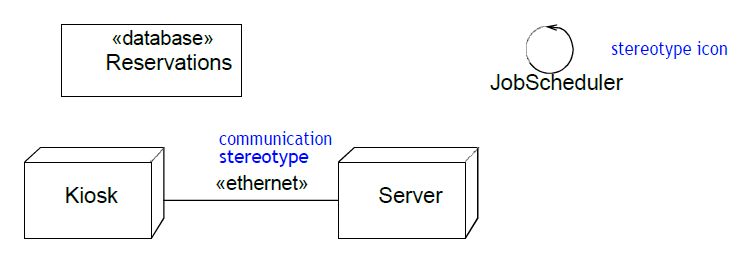 «database»
Reservations
stereotype icon
JobScheduler
communication
stereotype
«ethernet»
Kiosk
Server